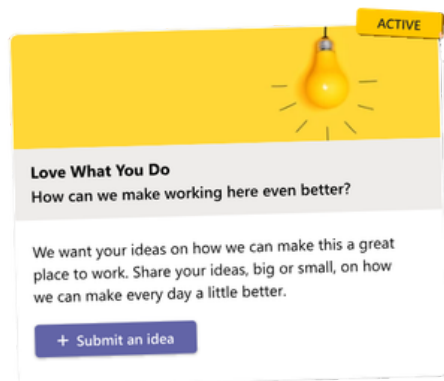 ACTIVE
Love What You Do
How can we make working here even better?
We want your ideas on how we can make this a great
place to work. Share your ideas, big or small, on how
we can make every day a little better.
+ Submit an idea